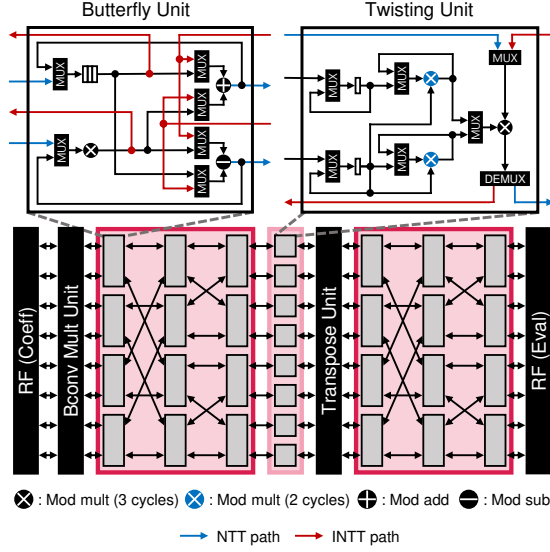 Butterfly Unit
Twisting Unit
MUX
MUX
MUX
MUX
MUX
MUX
MUX
MUX
MUX
MUX
MUX
MUX
DEMUX
RF (Coeff)
Bconv Mult Unit
Transpose Unit
RF (Eval)
: Mod mult (3 cycles)
: Mod mult (2 cycles)
: Mod add
: Mod sub
NTT path
INTT path